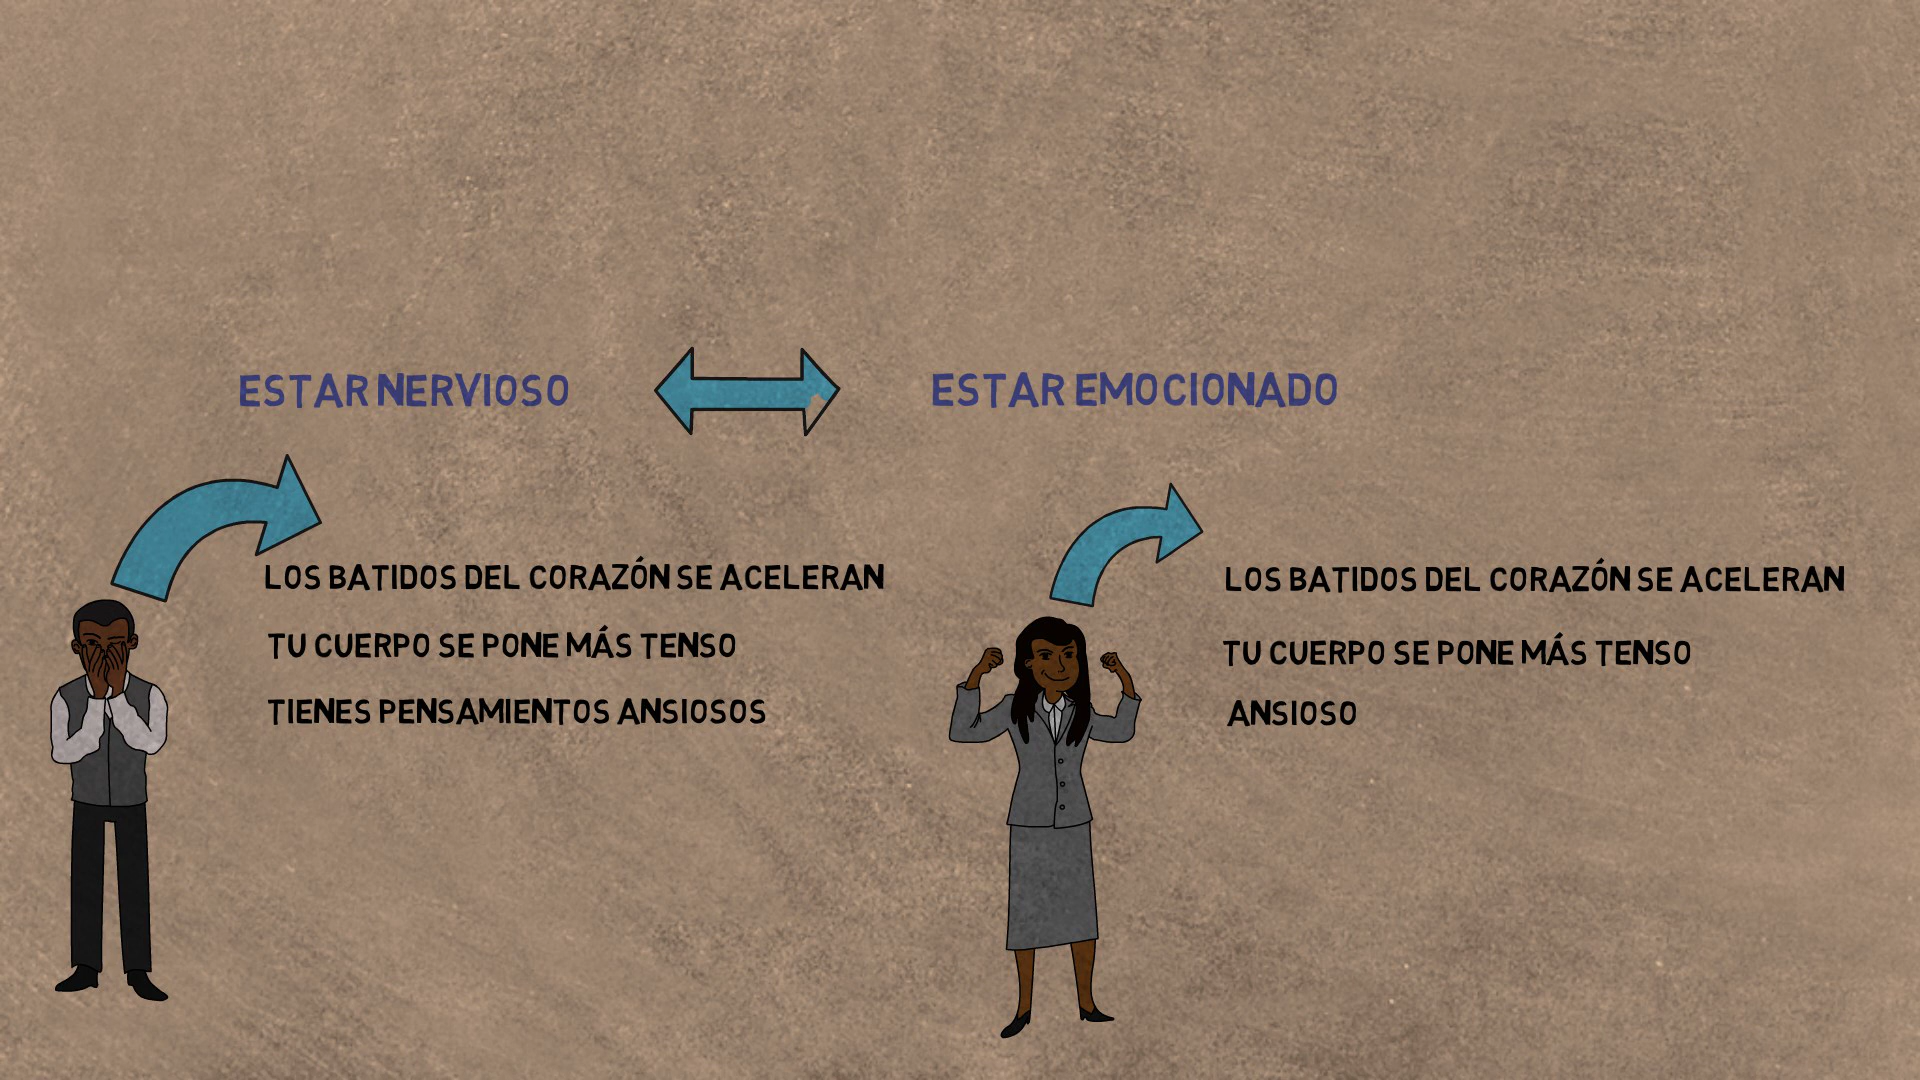 ESTAR NERVIOSO
ESTAR EMOCIONADO
LOS BATIDOS DEL CORAZÓN SE ACELERAN
TU CUERPO SE PONE MÁS TENSO
TIENES PENSAMIENTOS ANSIOSOS
LOS BATIDOS DEL CORAZÓN SE ACELERAN
TU CUERPO SE PONE MÁS TENSO
ANSIOSO